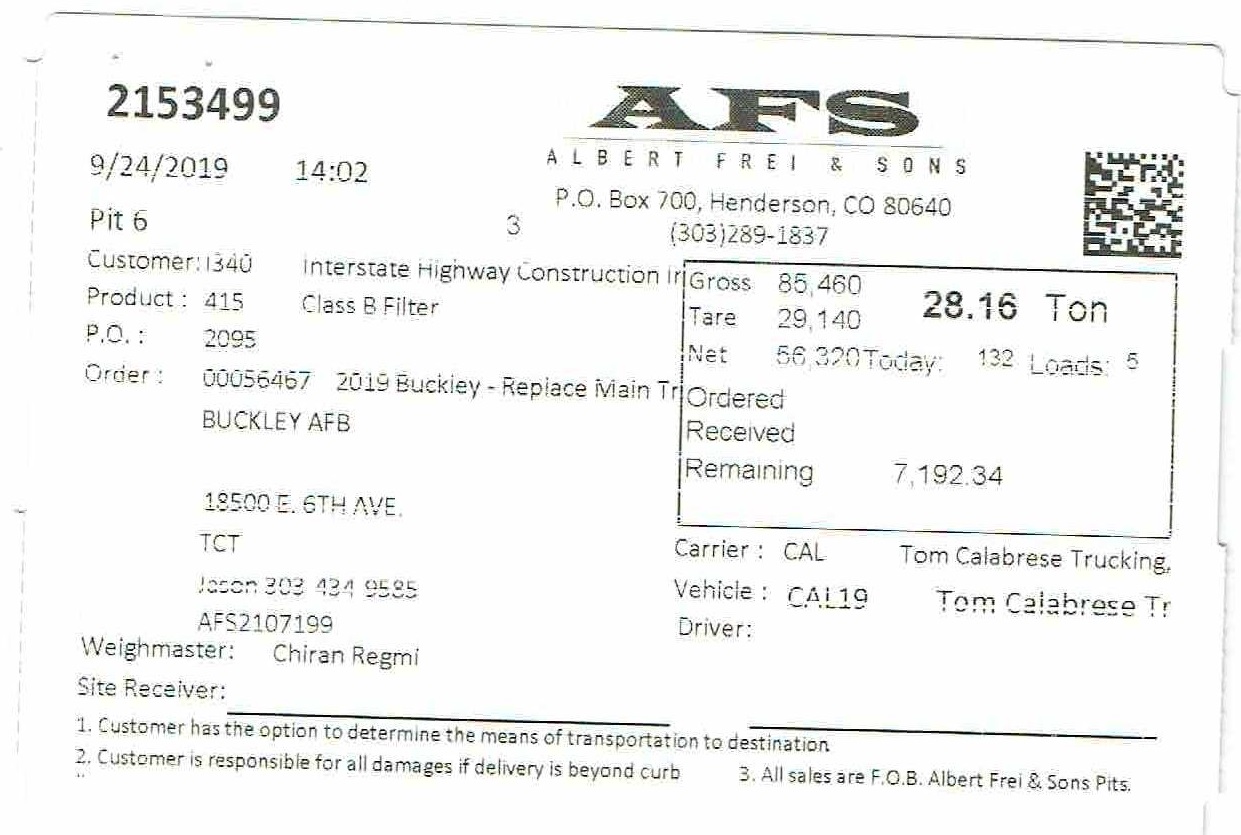 2153499
AFS
ALBERT FREI & SONS
9/24/2019 14:02
P.O. Box 700, Henderson, CO 80640
Pit 6 3 (303)289-1837
Customer: I340 Interstate Highway Construction In
Product : 415 Class B Filter
P.O. : 2095
Order : 00056467 2019 Buckley - Replace Main Tr
BUCKLEY AFB
18500 E. 6TH AVE.
TCT
Jason 303 434 9585
AFS2107199
Gross 85,460 28.16 Ton
Tare 29,140
Net 56,320 Today: 132 Loads: 5
Ordered
Received
Remaining 7,192.34
Carrier : CAL Tom Calabrese Trucking,
Vehicle : CAL19 Tom Calabrese Tr
Driver:
Weighmaster: Chiran Regmi
Site Receiver:
1. Customer has the option to determine the means of transportation to destination
2. Customer is responsible for all damages if delivery is beyond curb 3. All sales are F.O.B. Albert Frei & Sons Pits.